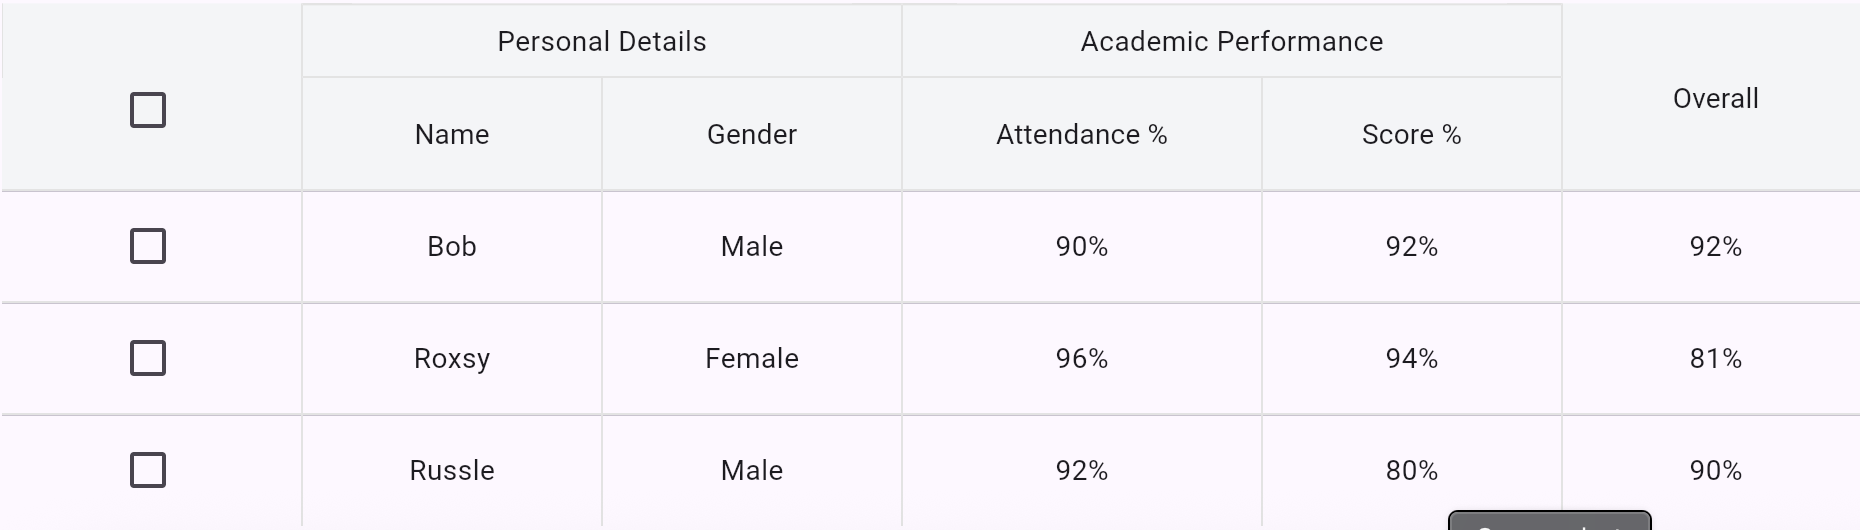 Personal Details Academic Performance
Overall
Name Gender Attendance % Score %
Bob Male 90% 92% 92%
Roxsy Female 96% 94% 81%
Russle Male 92% 80% 90%